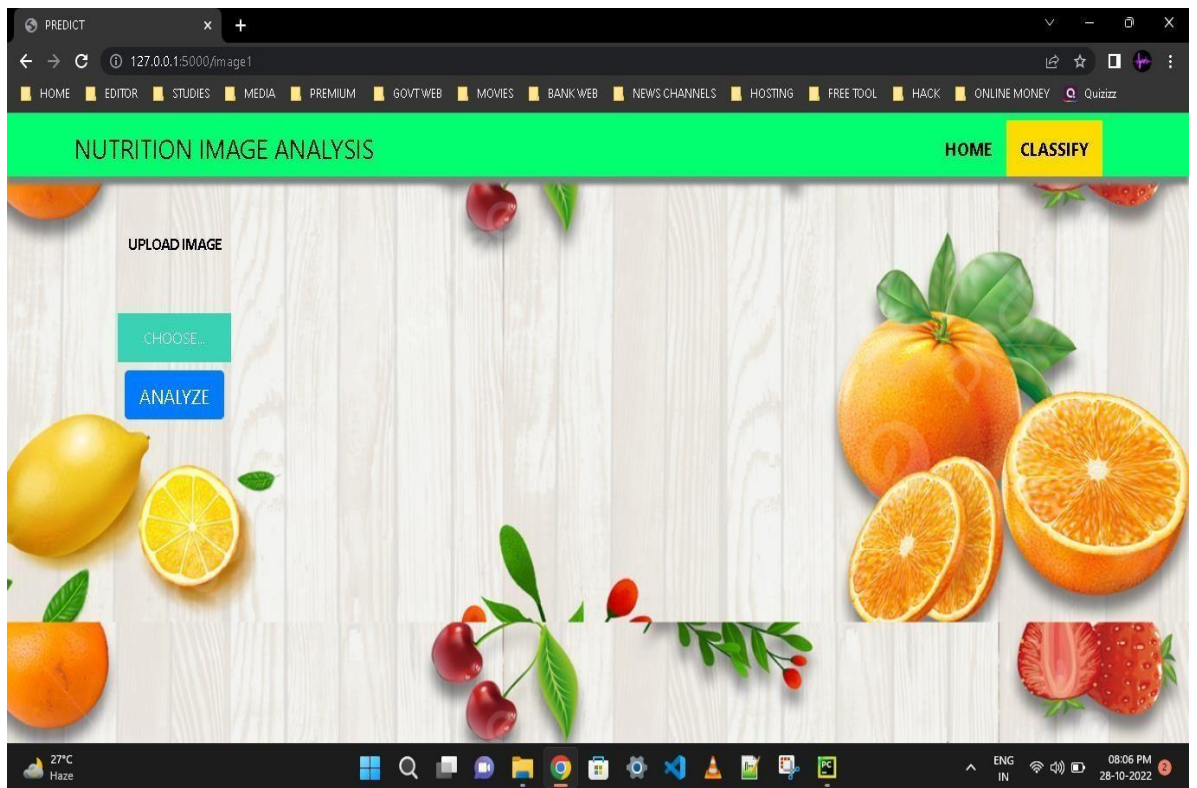 PREDICT
127.0.0.1:5000/image1
HOME EDITOR STUDIES MEDIA PREMIUM GOVT WEB MOVIES BANK WEB NEWS CHANNELS HOSTING FREE TOOL HACK ONLINE MONEY Quizizz
NUTRITION IMAGE ANALYSIS HOME CLASSIFY
UPLOAD IMAGE
CHOOSE...
ANALYZE
27°C
Haze
ENG
IN
08:06 PM
28-10-2022
2
PC